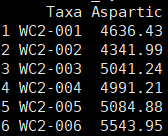 Taxa Aspartic
1 WC2-001 4636.43
2 WC2-002 4341.99
3 WC2-003 5041.24
4 WC2-004 4991.21
5 WC2-005 5084.88
6 WC2-006 5543.95